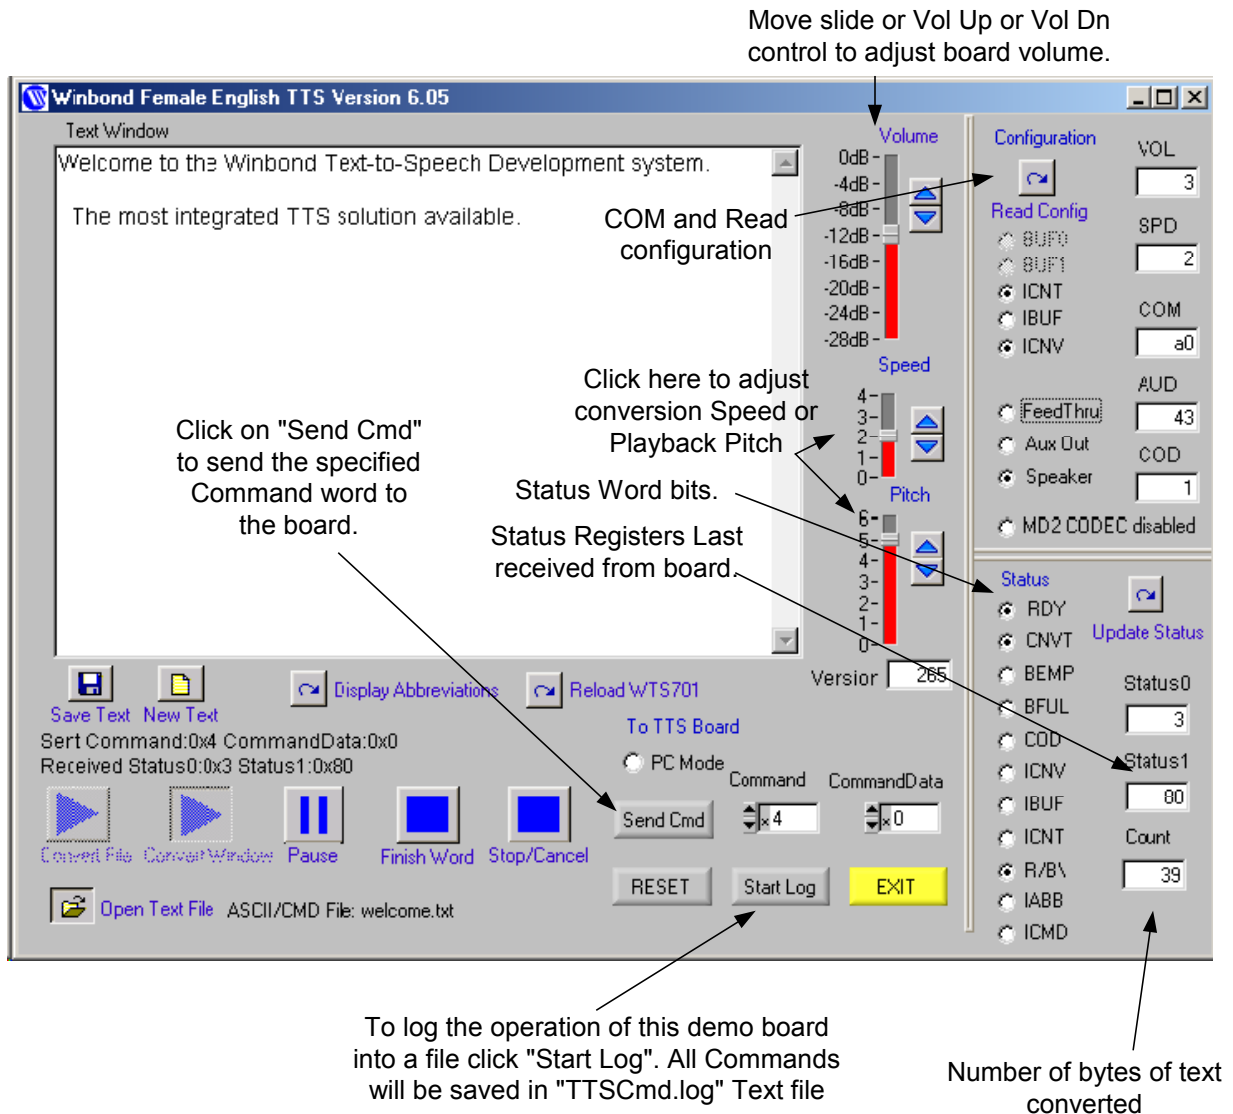 Move slide or Vol Up or Vol Dn
control to adjust board volume.
Winbond Female English TTS Version 6.05
Text Window
Welcome to the Winbond Text-to-Speech Development system.
The most integrated TTS solution available.
Volume
0dB
-4dB
-8dB
-12dB
-16dB
-20dB
-24dB
-28dB
COM and Read
configuration
Speed
4
3
2
1
0
Click here to adjust
conversion Speed or
Playback Pitch
Pitch
6
5
4
3
2
1
0
Click on "Send Cmd"
to send the specified
Command word to
the board.
Status Word bits.
Status Registers Last
received from board.
Version 265
Configuration
Read Config
BUF0
BUF1
ICNT
IBUF
ICNV
FeedThru
Aux Out
Speaker
MD2 CODEC disabled
VOL
3
SPD
2
COM
a0
AUD
43
COD
1
Status
RDY
CNVT
BEMP
BFUL
COD
ICNV
IBUF
ICNT
R/B\
IABB
ICMD
Update Status
Status0
3
Status1
80
Count
39
Save Text
New Text
Display Abbreviations
Reload WTS701
Sert Command:0x4 CommandData:0x0
Received Status0:0x3 Status1:0x80
To TTS Board
PC Mode
Command
x 4
CommandData
x 0
Send Cmd
Convert File
Convert Window
Pause
Finish Word
Stop/Cancel
RESET
Start Log
EXIT
Open Text File
ASCII/CMD File: welcome.txt
To log the operation of this demo board
into a file click "Start Log". All Commands
will be saved in "TTSCmd.log" Text file
Number of bytes of text
converted